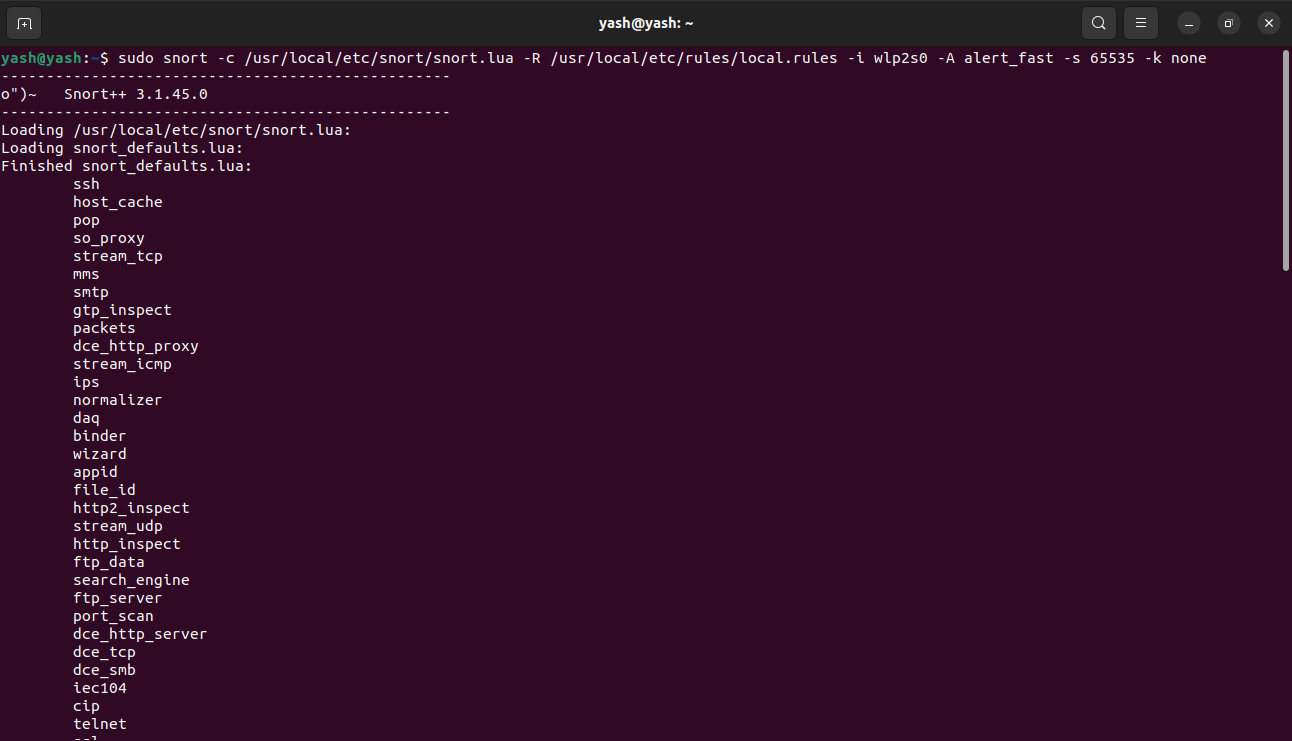 yash@yash: ~
yash@yash:~$ sudo snort -c /usr/local/etc/snort/snort.lua -R /usr/local/etc/rules/local.rules -i wlp2s0 -A alert_fast -s 65535 -k none
--------------------------------------------------
o")~   Snort++ 3.1.45.0
--------------------------------------------------
Loading /usr/local/etc/snort/snort.lua:
Loading snort_defaults.lua:
Finished snort_defaults.lua:
ssh
host_cache
pop
so_proxy
stream_tcp
mms
smtp
gtp_inspect
packets
dce_http_proxy
stream_icmp
ips
normalizer
daq
binder
wizard
appid
file_id
http2_inspect
stream_udp
http_inspect
ftp_data
search_engine
ftp_server
port_scan
dce_http_server
dce_tcp
dce_smb
iec104
cip
telnet